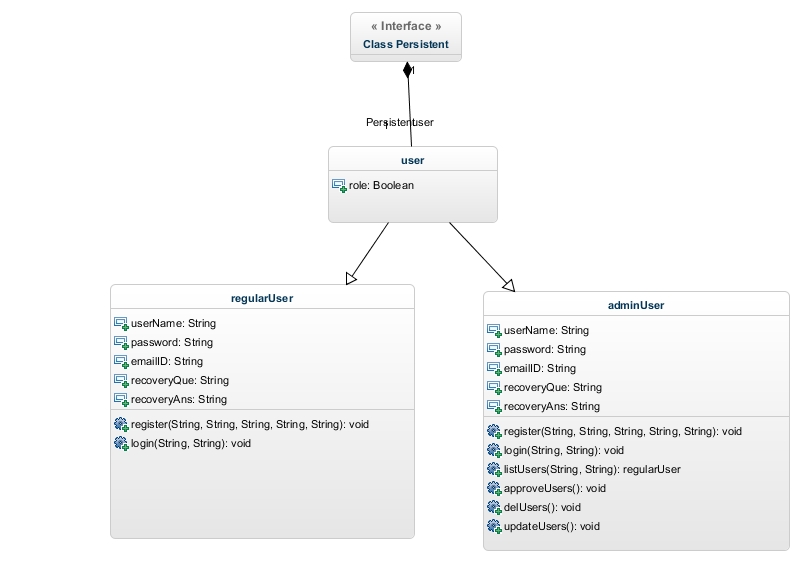 « Interface »
Class Persistent
1
Persistent user
user
role: Boolean
regularUser
userName: String
password: String
emailID: String
recoveryQue: String
recoveryAns: String
register(String, String, String, String, String): void
login(String, String): void
adminUser
userName: String
password: String
emailID: String
recoveryQue: String
recoveryAns: String
register(String, String, String, String, String): void
login(String, String): void
listUsers(String, String): regularUser
approveUsers(): void
delUsers(): void
updateUsers(): void